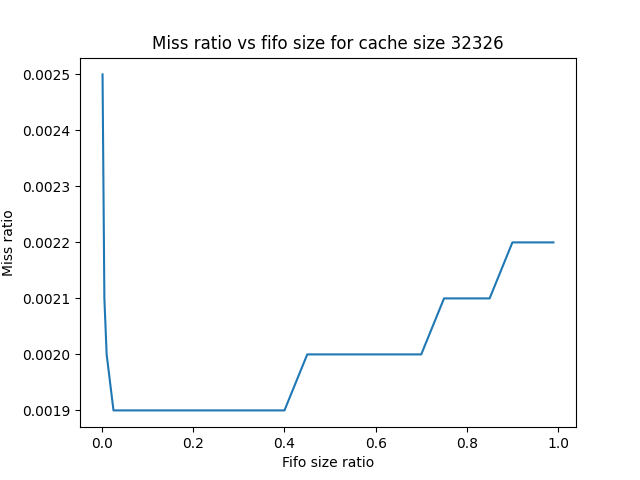 Miss ratio vs fifo size for cache size 32326
0.0025
0.0024
0.0023
0.0022
0.0021
0.0020
0.0019
Miss ratio
0.0 0.2 0.4 0.6 0.8 1.0
Fifo size ratio